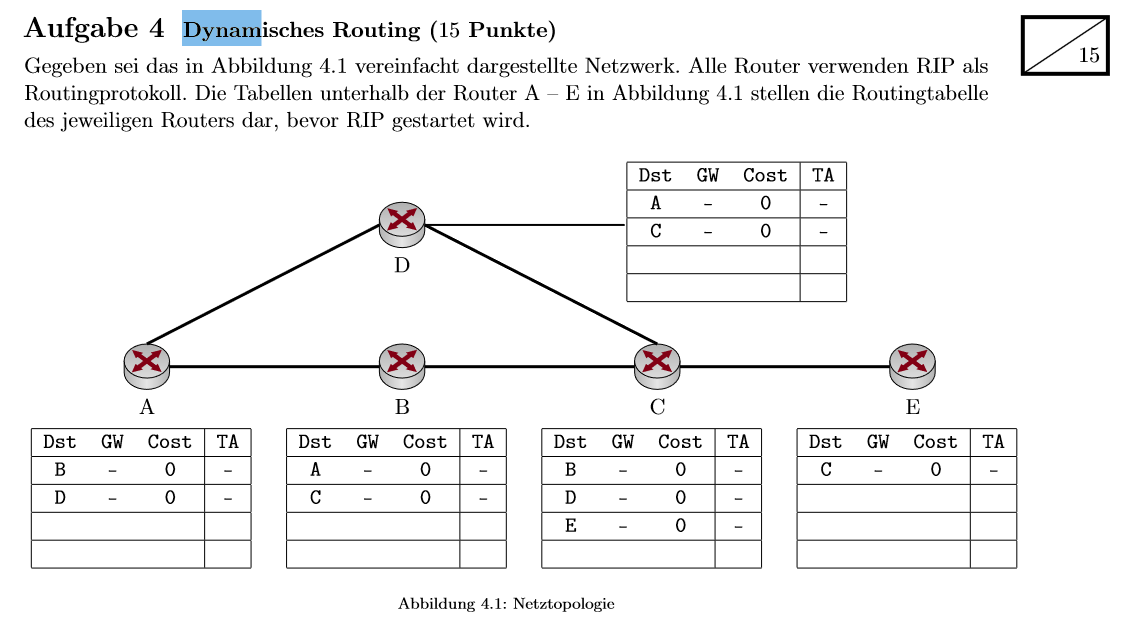 Aufgabe 4 Dynamisches Routing (15 Punkte)
15
Gegeben sei das in Abbildung 4.1 vereinfacht dargestellte Netzwerk. Alle Router verwenden RIP als
Routingprotokoll. Die Tabellen unterhalb der Router A – E in Abbildung 4.1 stellen die Routingtabelle
des jeweiligen Routers dar, bevor RIP gestartet wird.
Dst GW Cost TA
A – 0 –
C – 0 –
D
A
B
C
E
Dst GW Cost TA
B – 0 –
D – 0 –
Dst GW Cost TA
A – 0 –
C – 0 –
Dst GW Cost TA
B – 0 –
D – 0 –
E – 0 –
Dst GW Cost TA
C – 0 –
Abbildung 4.1: Netztopologie